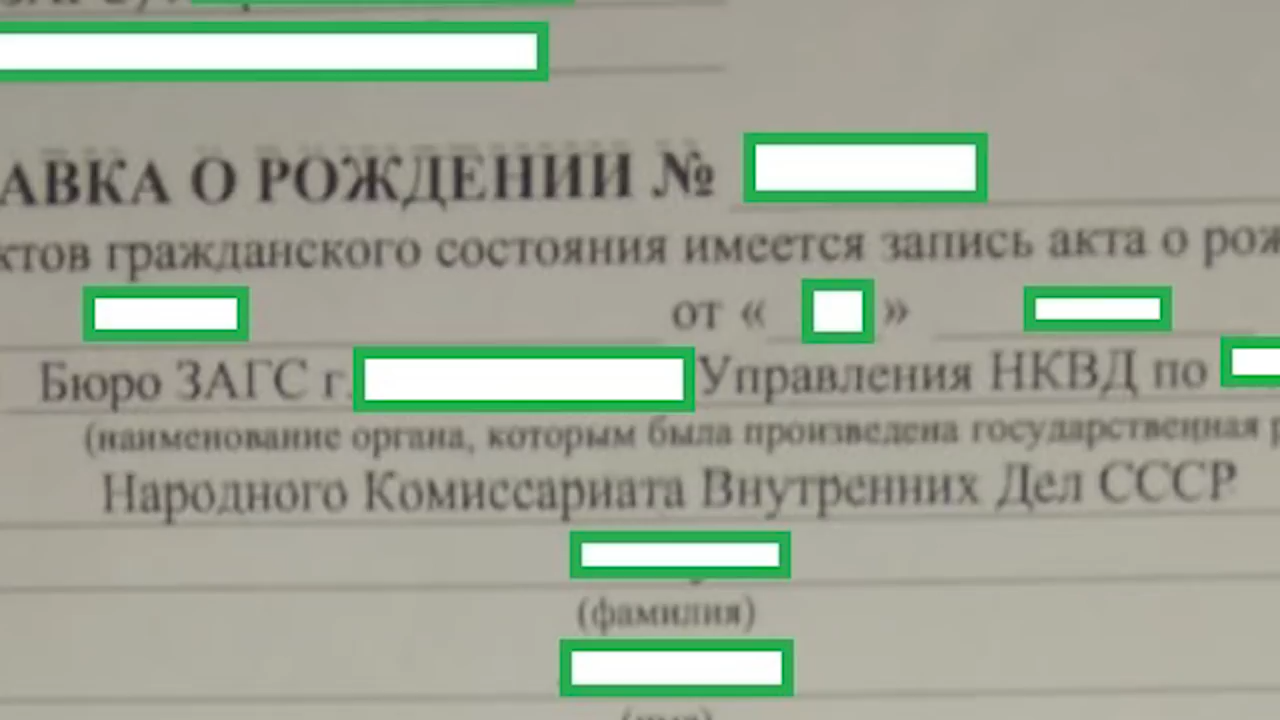 АВКА О РОЖДЕНИИ №
ктов гражданского состояния имеется запись акта о рож
от « »
Бюро ЗАГС г. Управления НКВД по
(наименование органа, которым была произведена государственная р
Народного Комиссариата Внутренних Дел СССР
(фамилия)